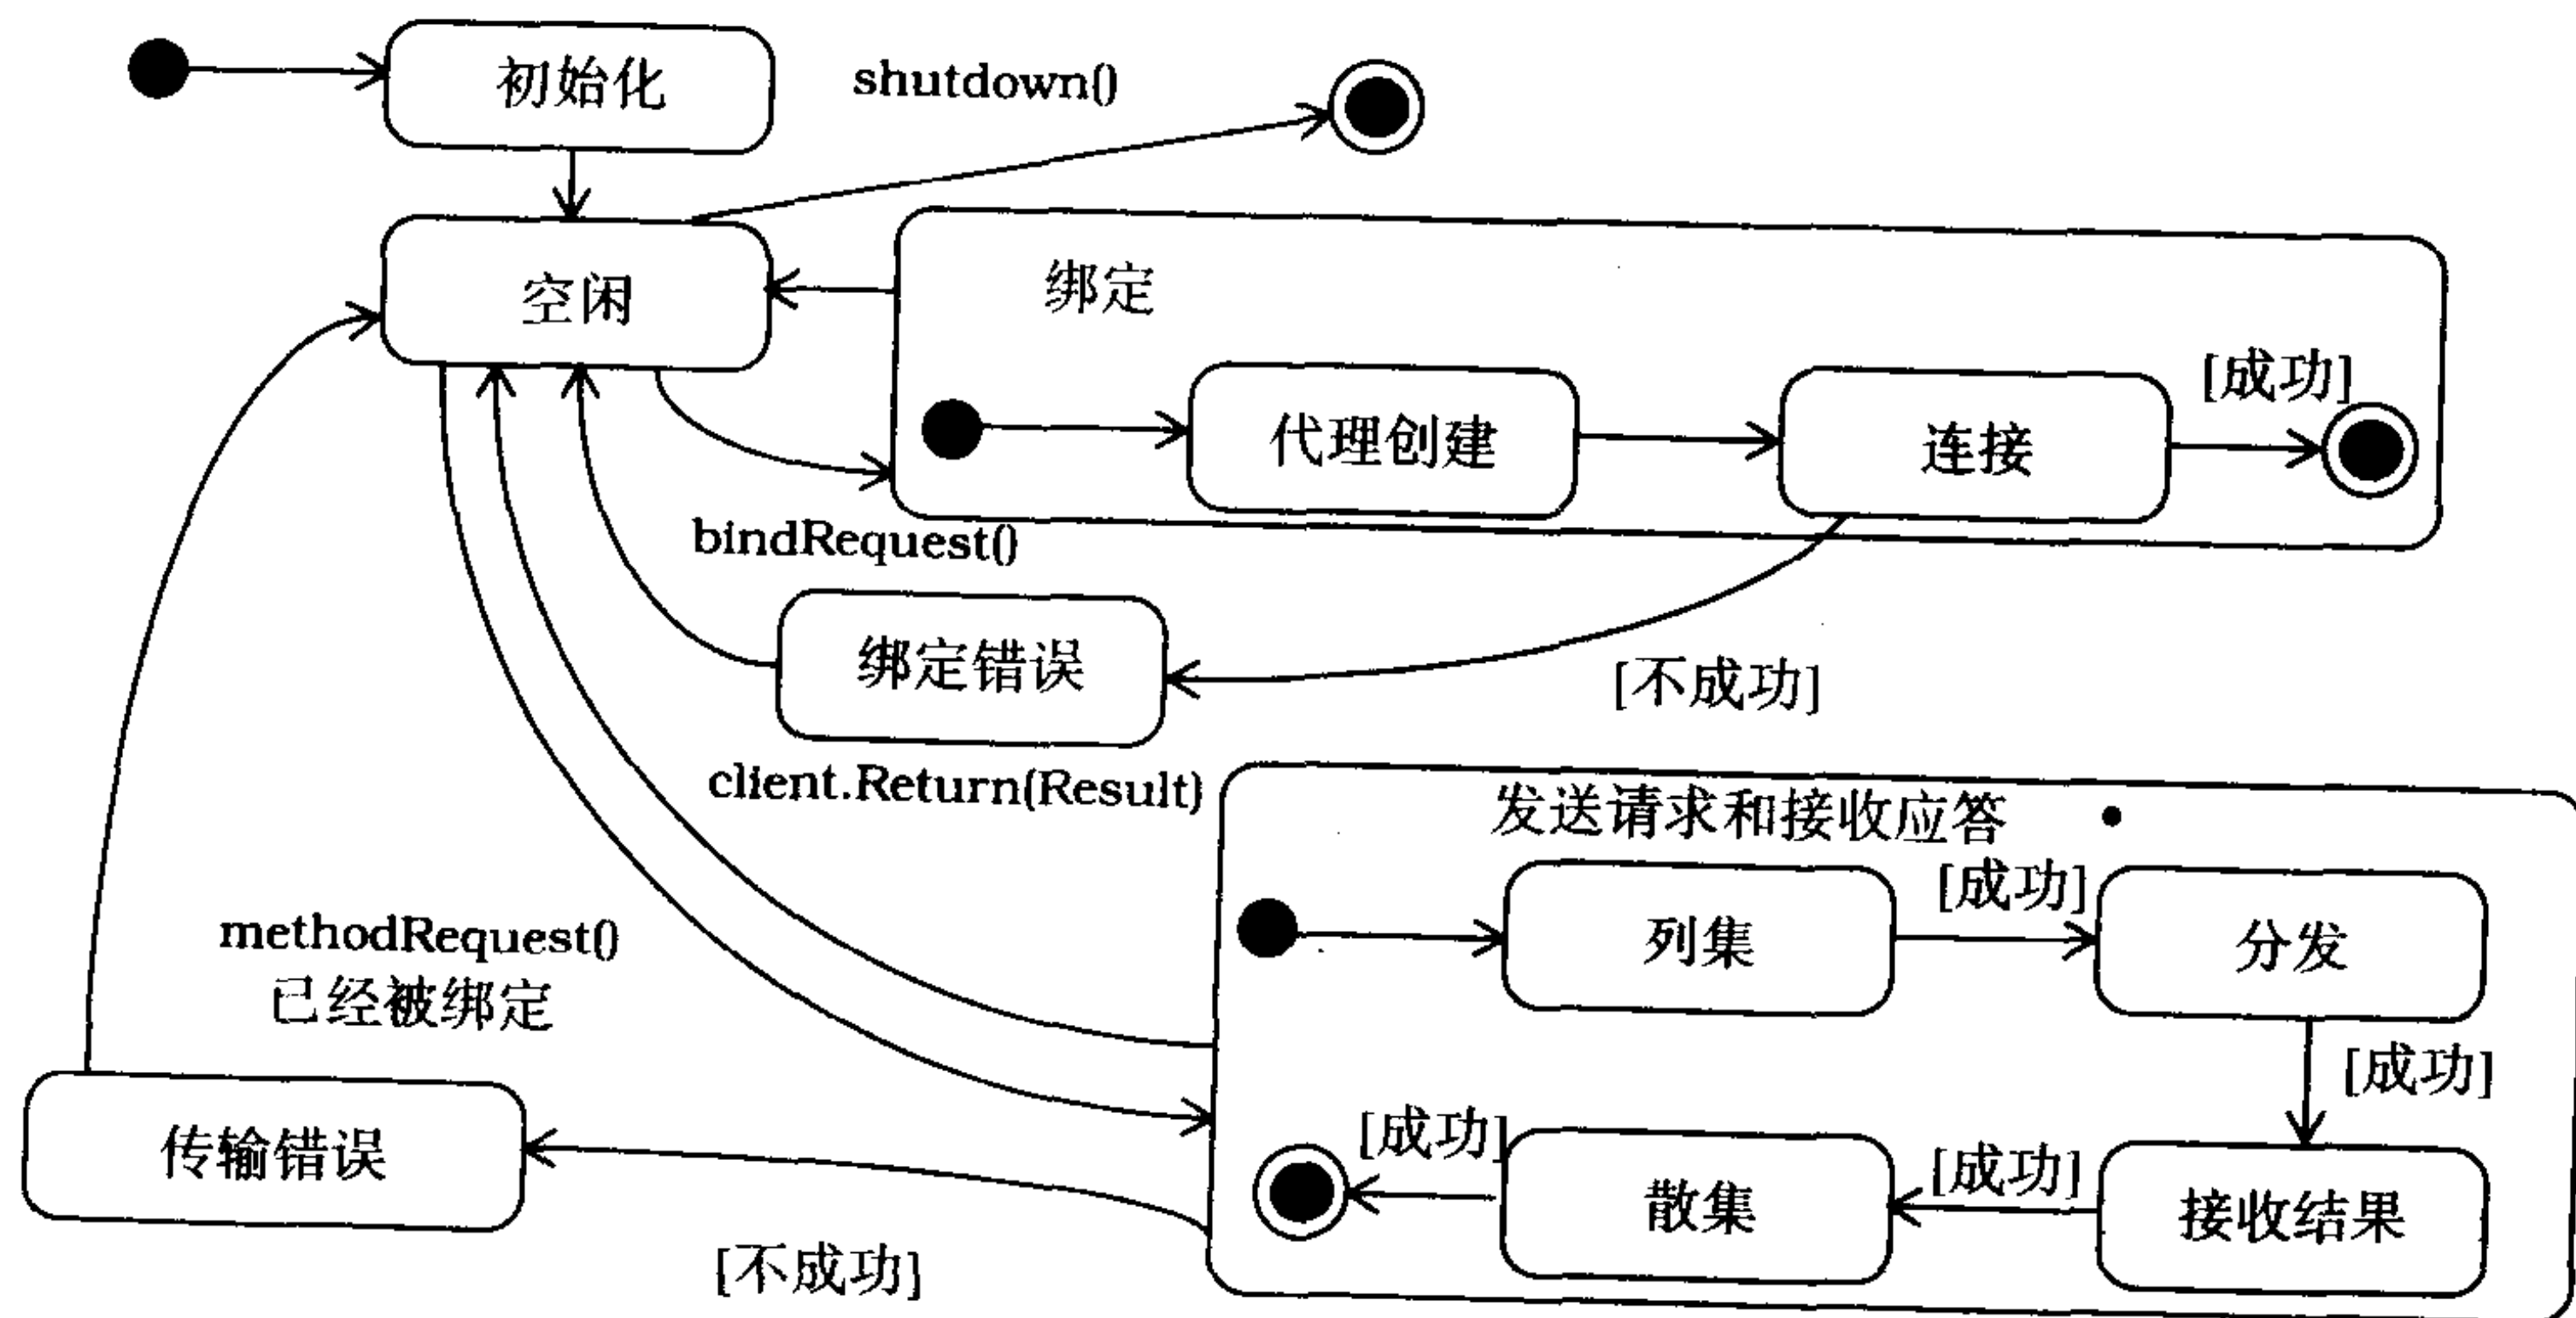 初始化
shutdown()
空闲
绑定
[成功]
代理创建
连接
bindRequest()
绑定错误
[不成功]
client.Return(Result)
发送请求和接收应答
[成功]
列集
分发
methodRequest()
已经被绑定
[成功]
传输错误
[成功]
散集
[成功]
接收结果
[不成功]